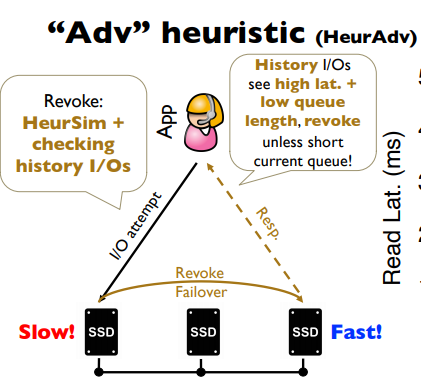 “Adv” heuristic (HeurAdv)
Revoke:
HeurSim +
checking
history I/Os
App
History I/Os
see high lat. +
low queue
length, revoke
unless short
current queue!
Read Lat. (ms)
I/O attempt
Resp.
Revoke
Failover
Slow!
SSD
SSD
SSD
Fast!